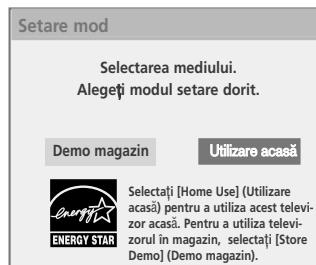 Setare mod
Selectarea mediului.
Alegeți modul setare dorit.
Demo magazin
Utilizare acasă
Selectați [Home Use] (Utilizare
acasă) pentru a utiliza acest televi-
zor acasă. Pentru a utiliza televi-
zorul în magazin, selectați [Store
Demo] (Demo magazin).
energy
ENERGY STAR